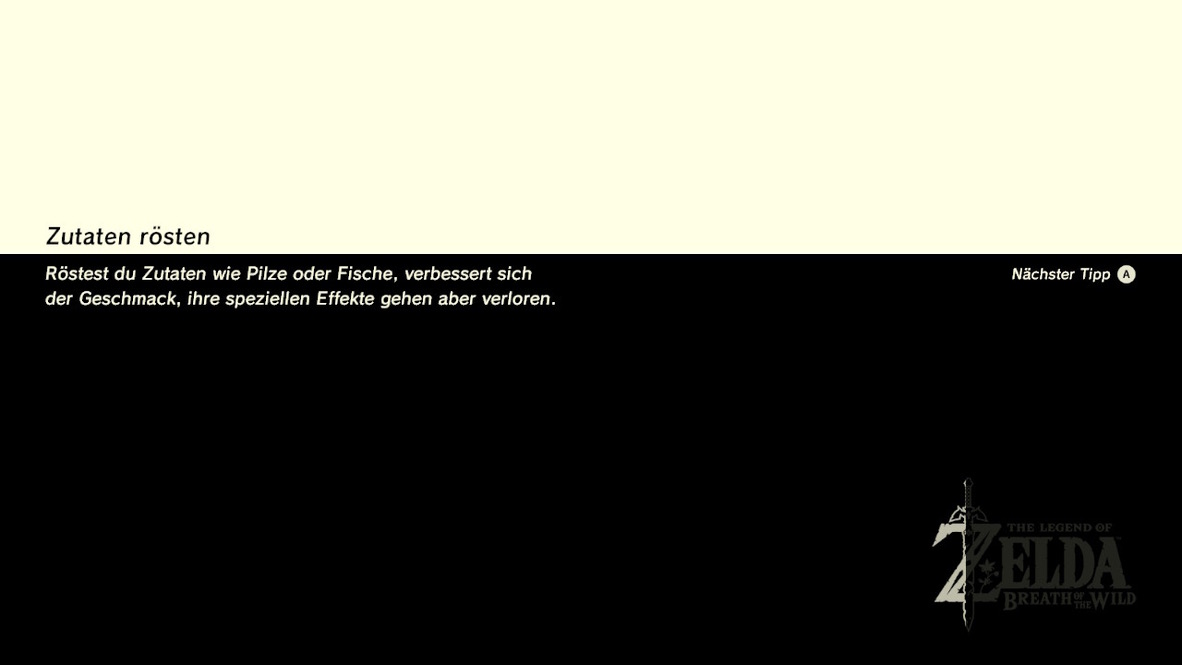 Zutaten rösten
Röstest du Zutaten wie Pilze oder Fische, verbessert sich
der Geschmack, ihre speziellen Effekte gehen aber verloren.
Nächster Tipp A
THE LEGEND OF
ZELDA
BREATH OF THE WILD